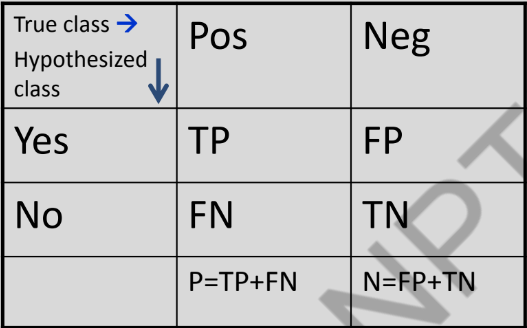 True class → Pos Neg
Hypothesized
class
Yes TP FP
No FN TN
P=TP+FN N=FP+TN
NPT